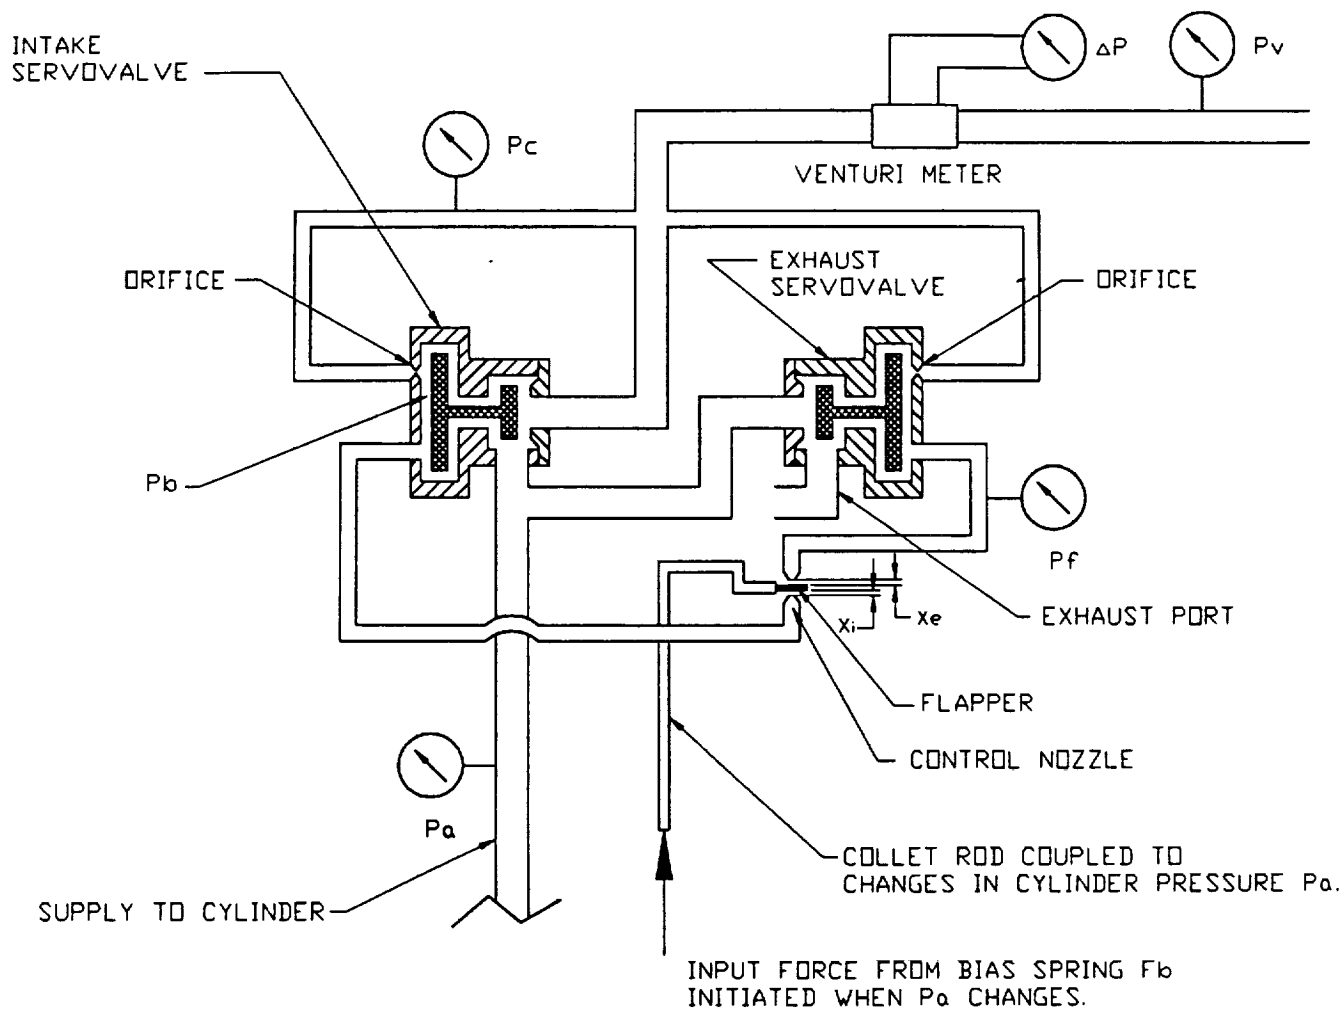 INTAKE
SERVOVALVE
Pc
ΔP
Pv
VENTURI METER
ORIFICE
EXHAUST
SERVOVALVE
ORIFICE
Pb
Pf
Xi
Xe
EXHAUST PORT
FLAPPER
CONTROL NOZZLE
Pa
COLLET ROD COUPLED TO
CHANGES IN CYLINDER PRESSURE Pa.
SUPPLY TO CYLINDER
INPUT FORCE FROM BIAS SPRING Fb
INITIATED WHEN Pa CHANGES.